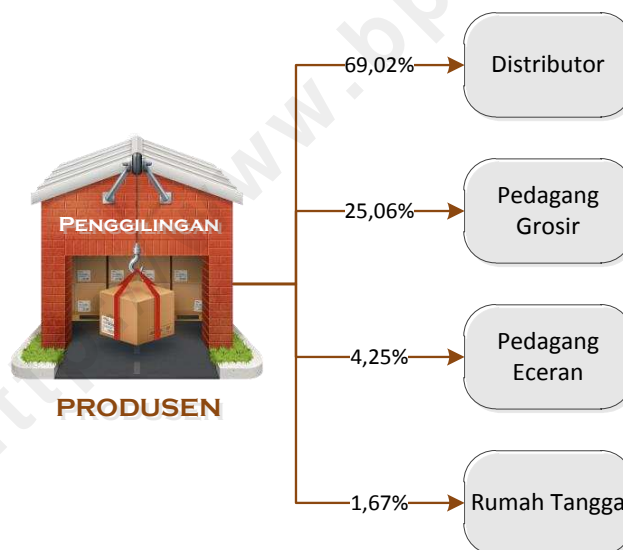 69,02%
Distributor
PENGGILINGAN
25,06%
Pedagang
Grosir
4,25%
Pedagang
Eceran
PRODUSEN
1,67%
Rumah Tangga